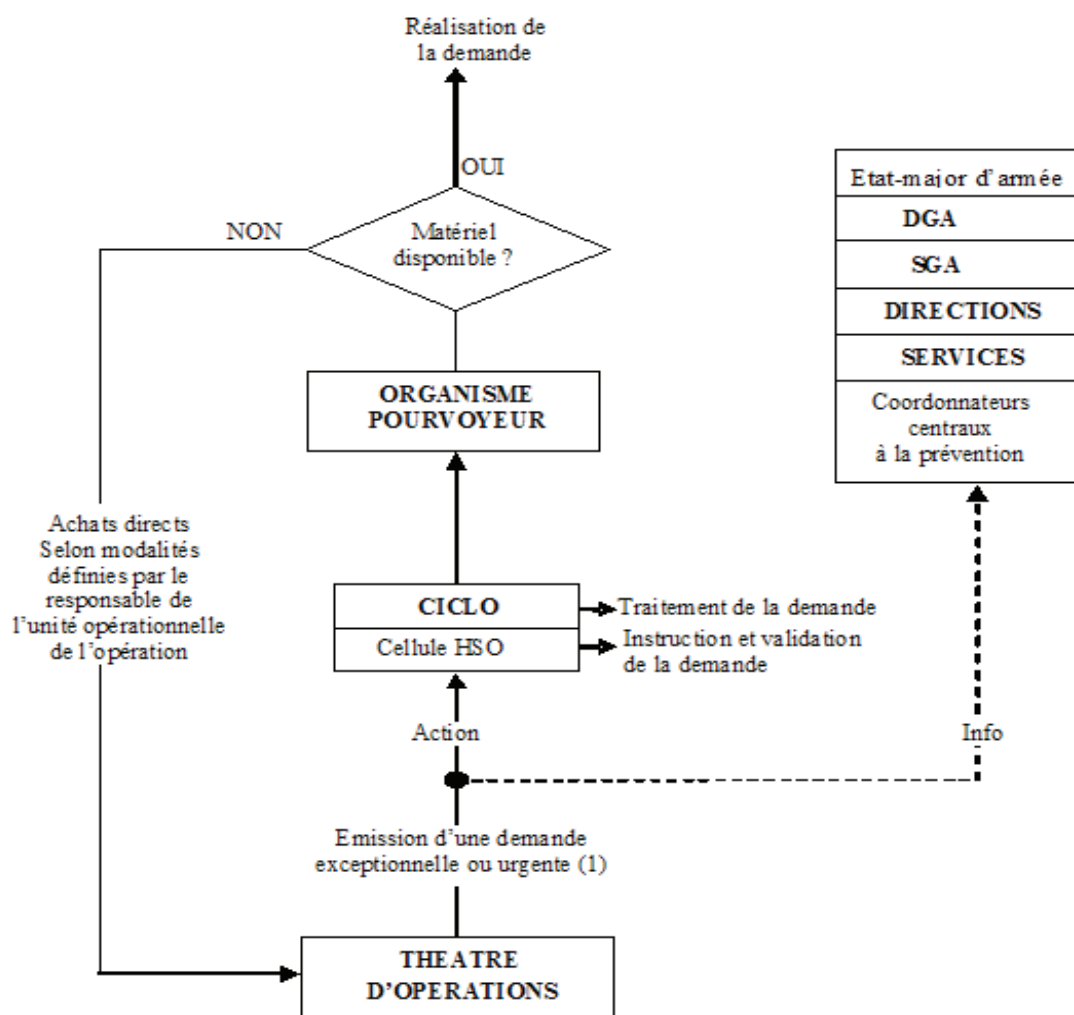 Réalisation de
la demande
OUI
NON
Matériel
disponible ?
Etat-major d'armée
DGA
SGA
DIRECTIONS
SERVICES
Coordonnateurs
centraux
à la prévention
ORGANISME
POURVOYEUR
Achats directs
Selon modalités
définies par le
responsable de
l'unité opérationnelle
de l'opération
CICLO
Traitement de la demande
Cellule HSO
Instruction et validation
de la demande
Action
Info
Emission d'une demande
exceptionnelle ou urgente (1)
THEATRE
D'OPERATIONS